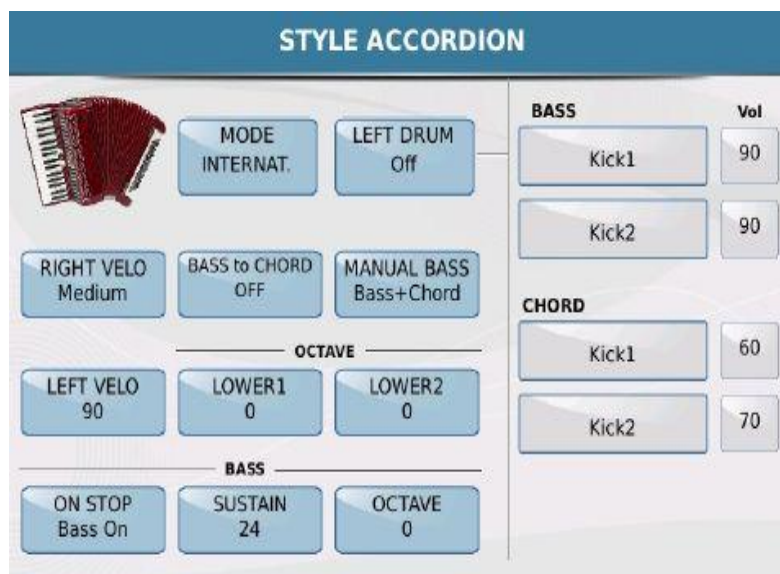 STYLE ACCORDION
MODE
INTERNAT.
LEFT DRUM
Off
RIGHT VELO
Medium
BASS to CHORD
OFF
MANUAL BASS
Bass+Chord
OCTAVE
LEFT VELO
90
LOWER1
0
LOWER2
0
BASS
ON STOP
Bass On
SUSTAIN
24
OCTAVE
0
BASS Vol
Kick1 90
Kick2 90
CHORD
Kick1 60
Kick2 70